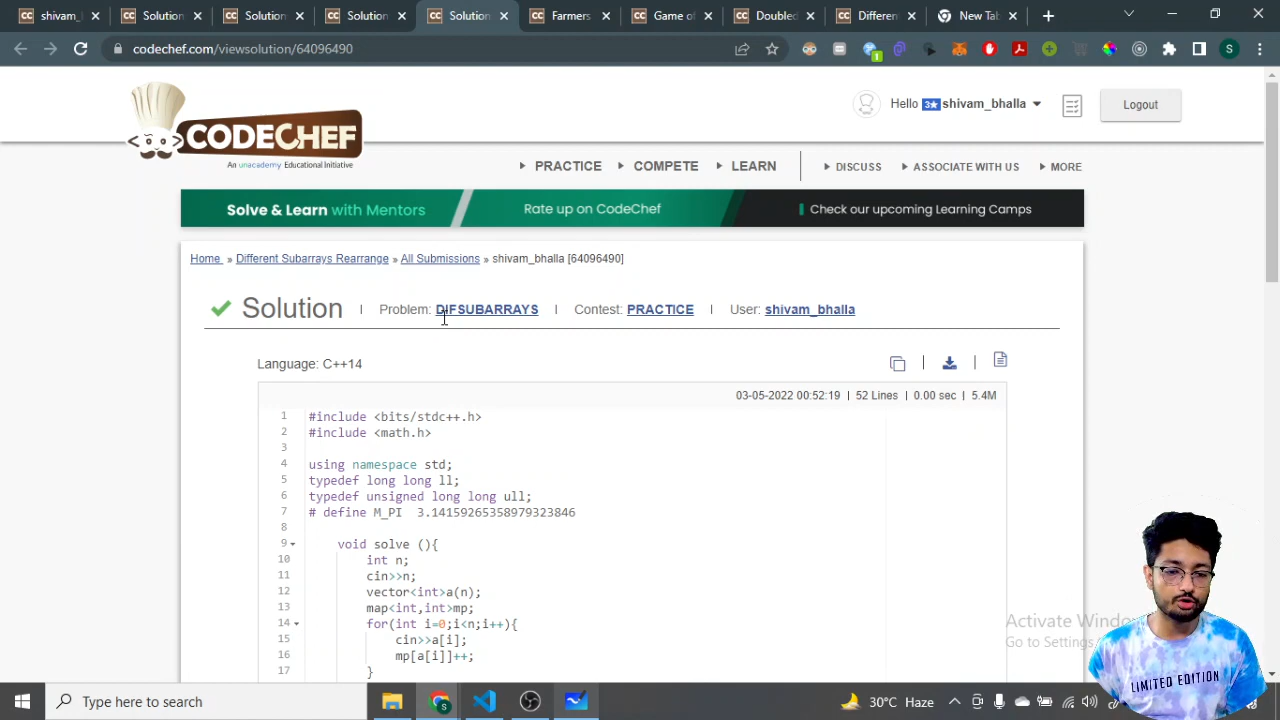 shivam_ Solution Solution Solution Solution Farmers Game of Doubled Different New Tab
codechef.com/viewsolution/64096490
CODECHEF
An unacademy Educational Initiative
Hello 3★ shivam_bhalla Logout
PRACTICE COMPETE LEARN DISCUSS ASSOCIATE WITH US MORE
Solve & Learn with Mentors Rate up on CodeChef Check our upcoming Learning Camps
Home » Different Subarrays Rearrange » All Submissions » shivam_bhalla [64096490]
Solution | Problem: DIFSUBARRAYS | Contest: PRACTICE | User: shivam_bhalla
Language: C++14
03-05-2022 00:52:19 | 52 Lines | 0.00 sec | 5.4M
1 #include <bits/stdc++.h>
2 #include <math.h>
3
4 using namespace std;
5 typedef long long ll;
6 typedef unsigned long long ull;
7 # define M_PI 3.14159265358979323846
8
9 void solve (){
10 int n;
11 cin>>n;
12 vector<int>a(n);
13 map<int,int>mp;
14 for(int i=0;i<n;i++){
15 cin>>a[i];
16 mp[a[i]]++;
17 }
Activate Windo
Go to Settings
LIMITED EDITION
Type here to search 30°C Haze